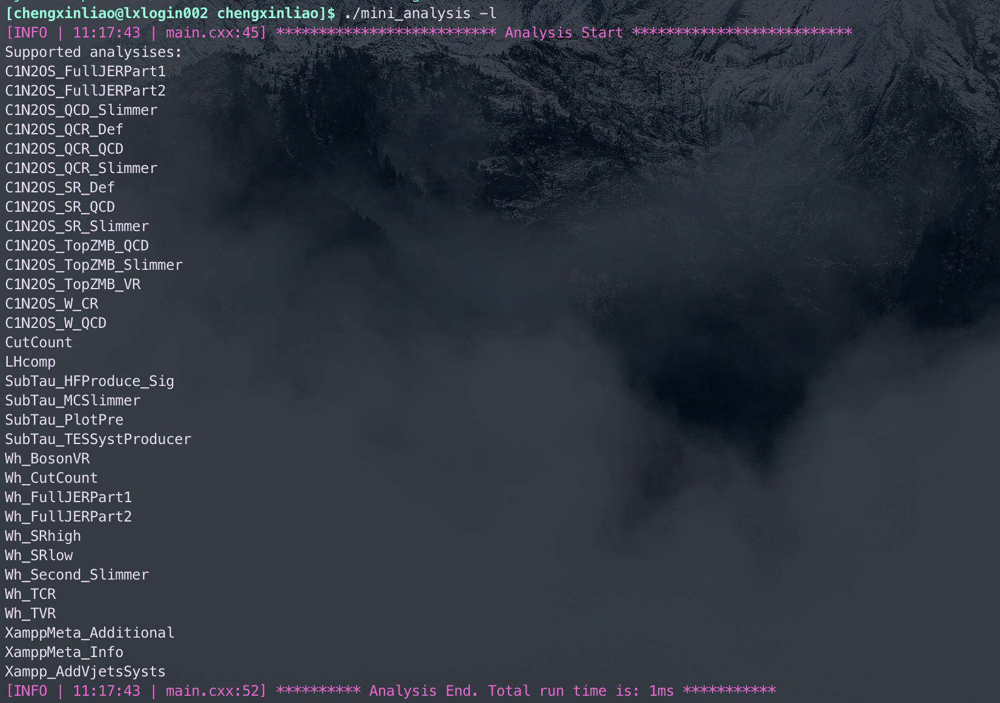 [chengxinliao@lxlogin002 chengxinliao]$ ./mini_analysis -l
[INFO | 11:17:43 | main.cxx:45] ************************** Analysis Start **************************
Supported analysises:
C1N2OS_FullJERPart1
C1N2OS_FullJERPart2
C1N2OS_QCD_Slimmer
C1N2OS_QCR_Def
C1N2OS_QCR_QCD
C1N2OS_QCR_Slimmer
C1N2OS_SR_Def
C1N2OS_SR_QCD
C1N2OS_SR_Slimmer
C1N2OS_TopZMB_QCD
C1N2OS_TopZMB_Slimmer
C1N2OS_TopZMB_VR
C1N2OS_W_CR
C1N2OS_W_QCD
CutCount
LHcomp
SubTau_HFProduce_Sig
SubTau_MCSlimmer
SubTau_PlotPre
SubTau_TESSystProducer
Wh_BosonVR
Wh_CutCount
Wh_FullJERPart1
Wh_FullJERPart2
Wh_SRhigh
Wh_SRlow
Wh_Second_Slimmer
Wh_TCR
Wh_TVR
XamppMeta_Additional
XamppMeta_Info
Xampp_AddVjetsSysts
[INFO | 11:17:43 | main.cxx:52] ********** Analysis End. Total run time is: 1ms ***********